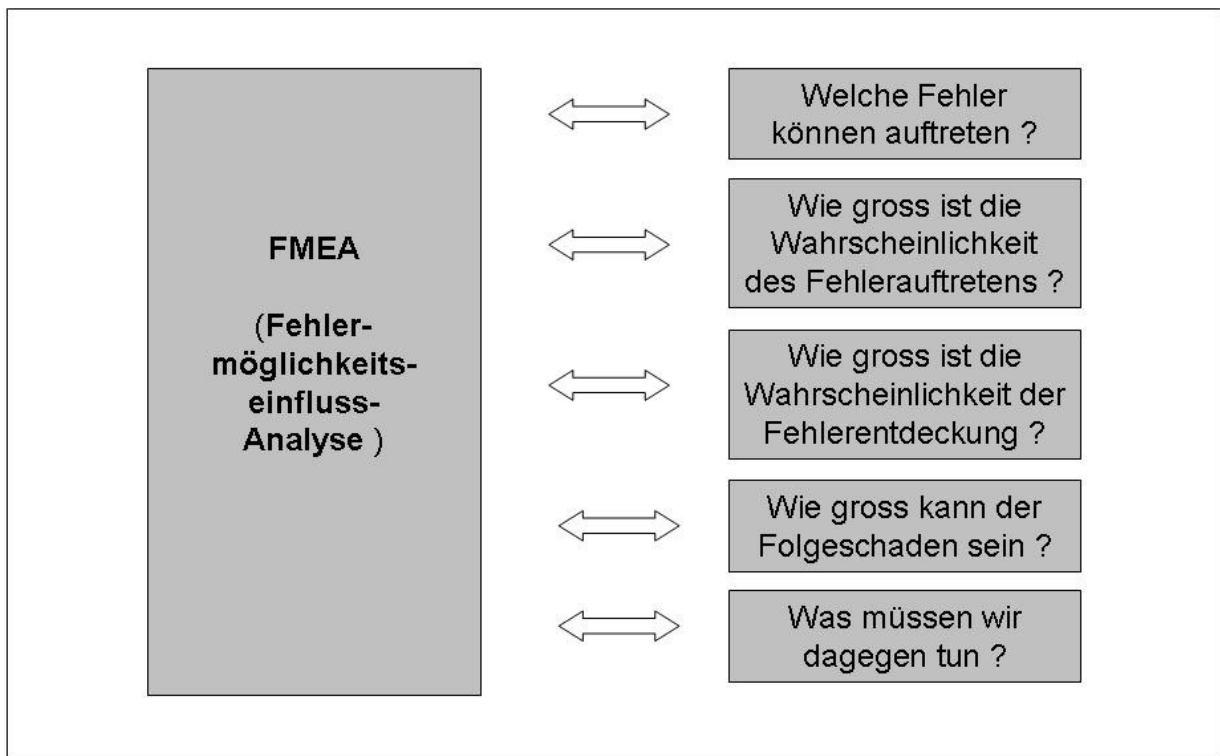 FMEA
(Fehler-
möglichkeits-
einfluss-
Analyse )
Welche Fehler
können auftreten ?
Wie gross ist die
Wahrscheinlichkeit
des Fehlerauftretens ?
Wie gross ist die
Wahrscheinlichkeit der
Fehlerentdeckung ?
Wie gross kann der
Folgeschaden sein ?
Was müssen wir
dagegen tun ?